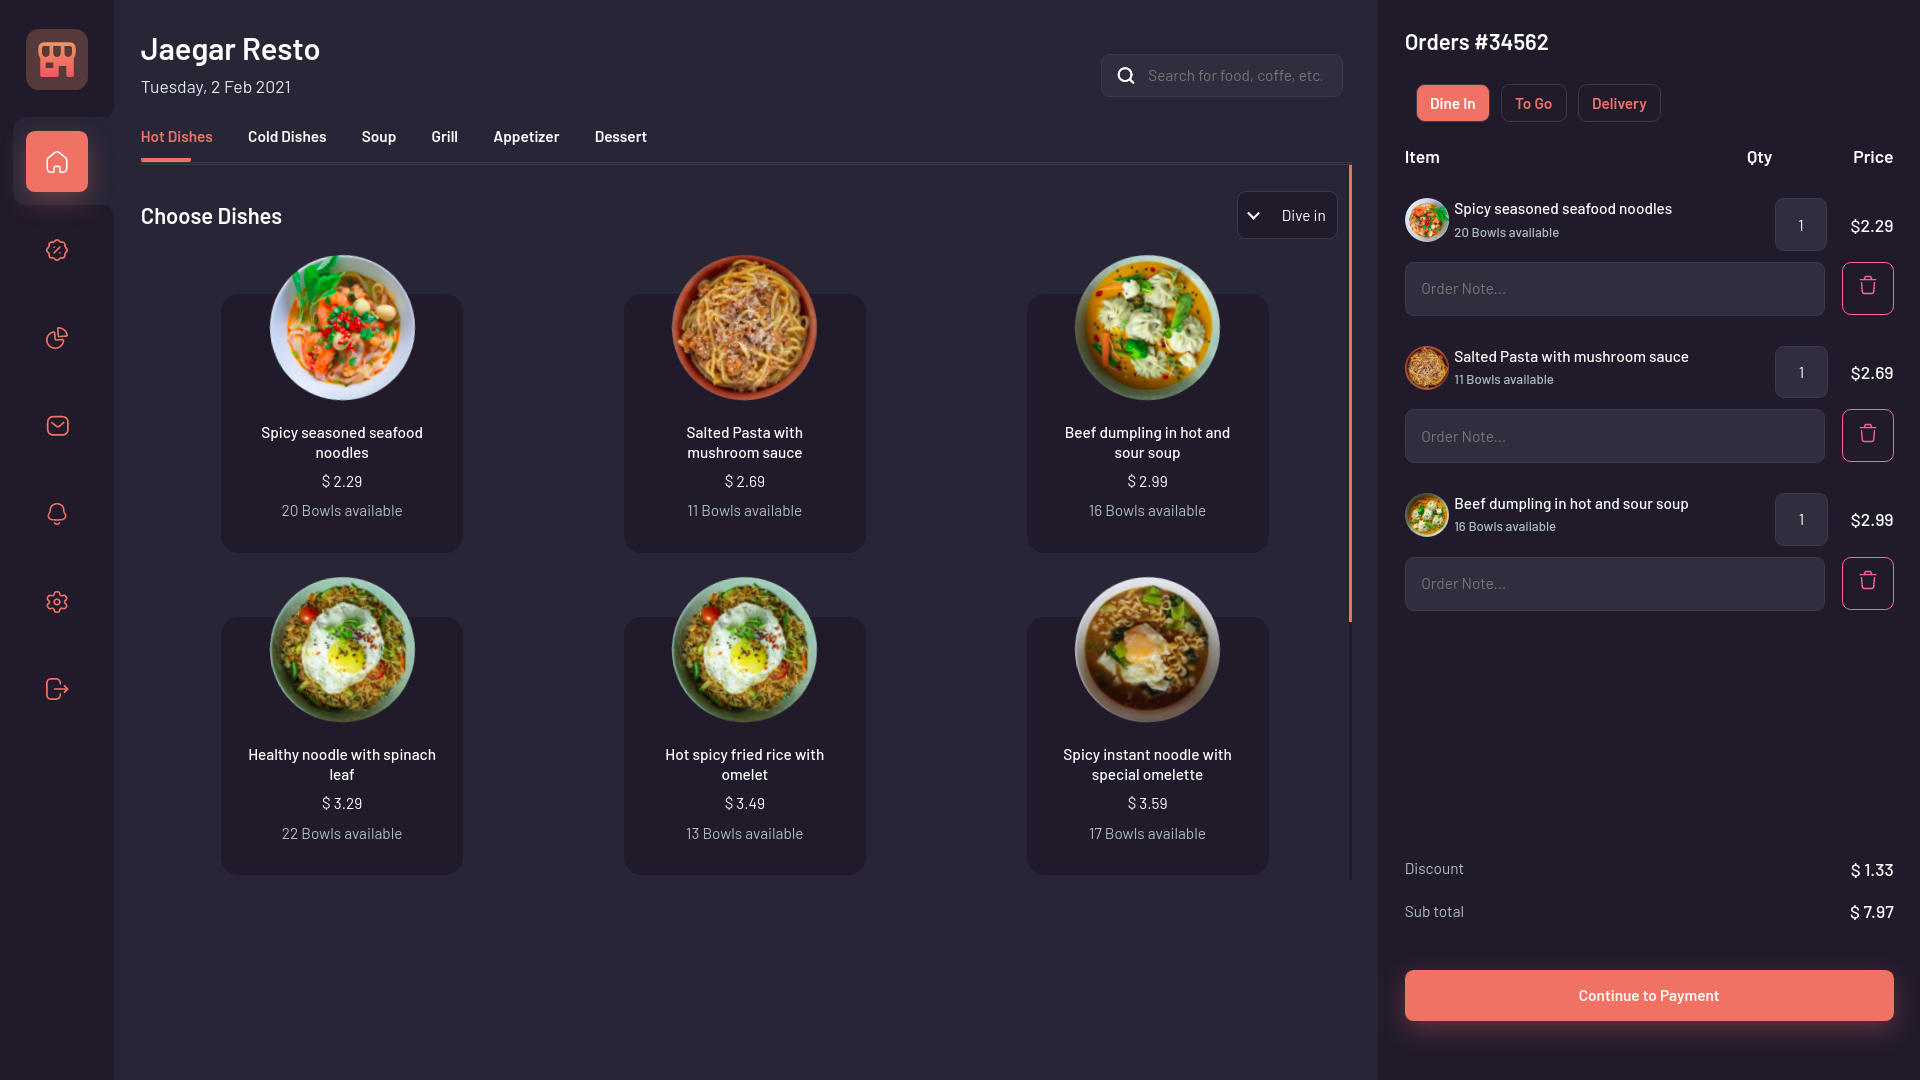 Jaegar Resto
Tuesday, 2 Feb 2021
Search for food, coffe, etc.
Hot Dishes
Cold Dishes
Soup
Grill
Appetizer
Dessert
Choose Dishes
Dive in
Spicy seasoned seafood
noodles
$ 2.29
20 Bowls available
Salted Pasta with
mushroom sauce
$ 2.69
11 Bowls available
Beef dumpling in hot and
sour soup
$ 2.99
16 Bowls available
Healthy noodle with spinach
leaf
$ 3.29
22 Bowls available
Hot spicy fried rice with
omelet
$ 3.49
13 Bowls available
Spicy instant noodle with
special omelette
$ 3.59
17 Bowls available
Orders #34562
Dine In
To Go
Delivery
Item
Qty
Price
Spicy seasoned seafood noodles
20 Bowls available
1
$2.29
Order Note...
Salted Pasta with mushroom sauce
11 Bowls available
1
$2.69
Order Note...
Beef dumpling in hot and sour soup
16 Bowls available
1
$2.99
Order Note...
Discount
$ 1.33
Sub total
$ 7.97
Continue to Payment